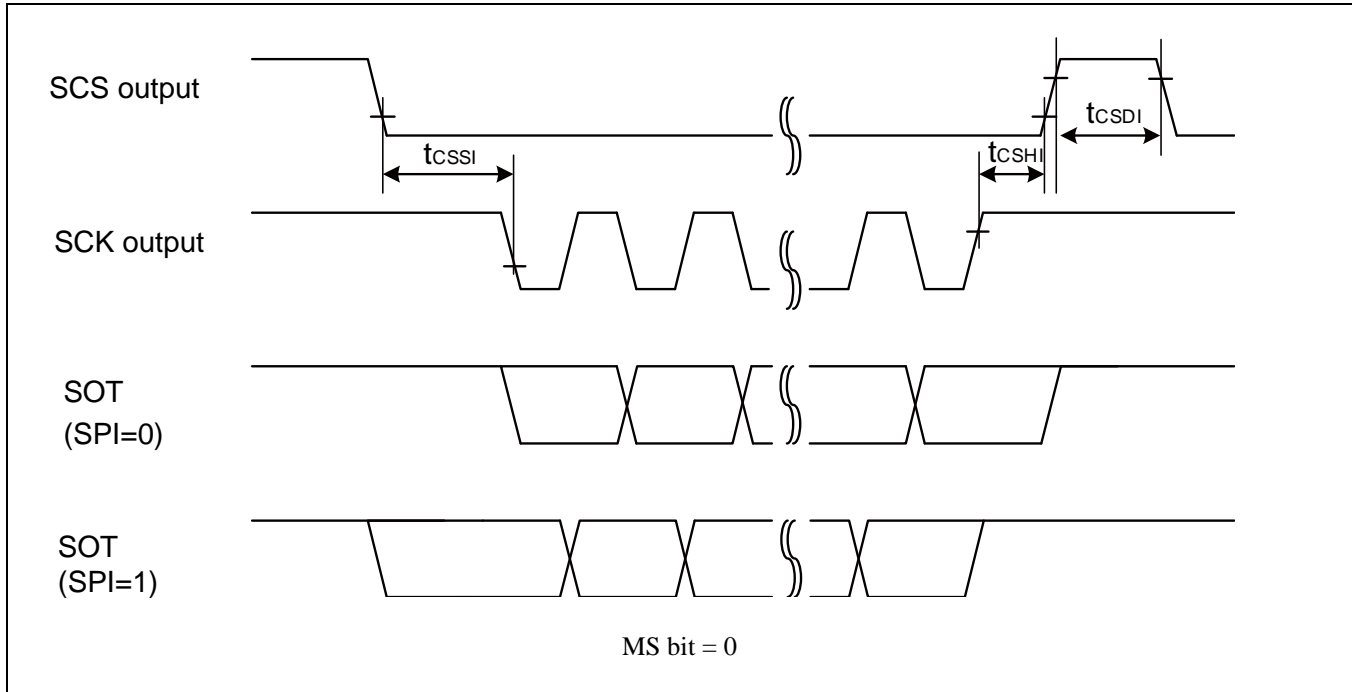 SCS output
tCSSI
tCSHI
tCSDI
SCK output
SOT
(SPI=0)
SOT
(SPI=1)
MS bit = 0